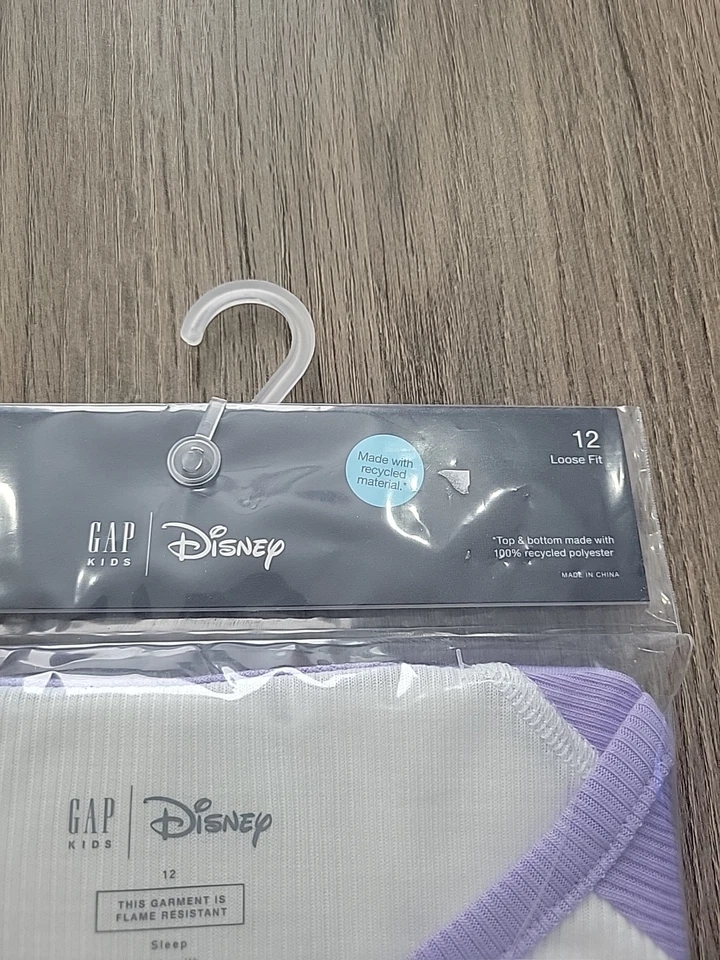 12
Loose Fit
Made with
recycled
material.*
GAP
KIDS
Disney
*Top & bottom made with
100% recycled polyester
MADE IN CHINA
GAP
KIDS
Disney
12
THIS GARMENT IS
FLAME RESISTANT
Sleep